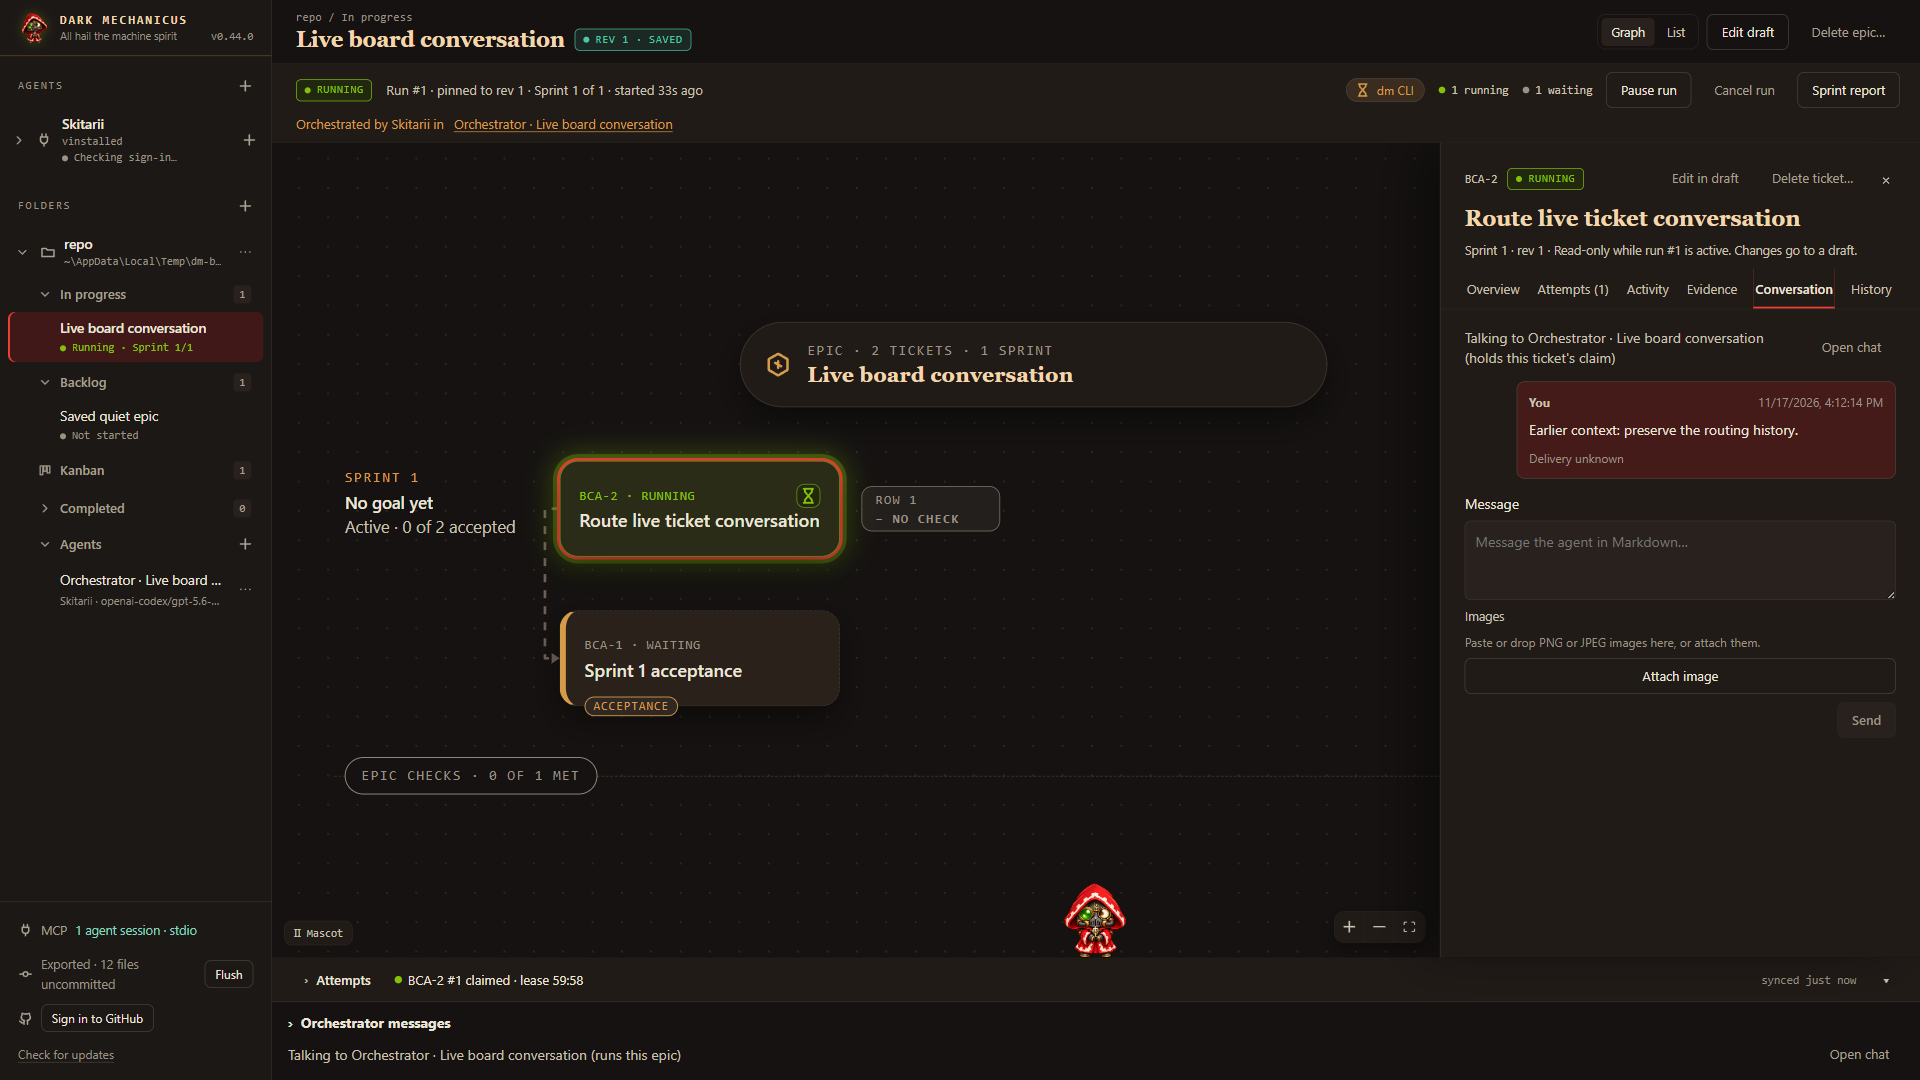 DARK MECHANICUS
All hail the machine spirit
v0.44.0
AGENTS
Skitarii
vinstalled
Checking sign-in…
FOLDERS
repo
~\AppData\Local\Temp\dm-b…
In progress
1
Live board conversation
Running · Sprint 1/1
Backlog
1
Saved quiet epic
Not started
Kanban
1
Completed
0
Agents
Orchestrator · Live board …
Skitarii · openai-codex/gpt-5.6-…
MCP 1 agent session · stdio
Exported · 12 files
uncommitted
Flush
Sign in to GitHub
Check for updates
repo / In progress
Live board conversation
REV 1 · SAVED
Graph
List
Edit draft
Delete epic…
RUNNING
Run #1 · pinned to rev 1 · Sprint 1 of 1 · started 33s ago
dm CLI
1 running
1 waiting
Pause run
Cancel run
Sprint report
Orchestrated by Skitarii in Orchestrator · Live board conversation
EPIC · 2 TICKETS · 1 SPRINT
Live board conversation
SPRINT 1
No goal yet
Active · 0 of 2 accepted
BCA-2 · RUNNING
Route live ticket conversation
ROW 1
– NO CHECK
BCA-1 · WAITING
Sprint 1 acceptance
ACCEPTANCE
EPIC CHECKS · 0 OF 1 MET
Mascot
BCA-2
RUNNING
Edit in draft
Delete ticket…
×
Route live ticket conversation
Sprint 1 · rev 1 · Read-only while run #1 is active. Changes go to a draft.
Overview
Attempts (1)
Activity
Evidence
Conversation
History
Talking to Orchestrator · Live board conversation
(holds this ticket's claim)
Open chat
You
11/17/2026, 4:12:14 PM
Earlier context: preserve the routing history.
Delivery unknown
Message
Message the agent in Markdown…
Images
Paste or drop PNG or JPEG images here, or attach them.
Attach image
Send
Attempts
BCA-2 #1 claimed · lease 59:58
synced just now
Orchestrator messages
Talking to Orchestrator · Live board conversation (runs this epic)
Open chat